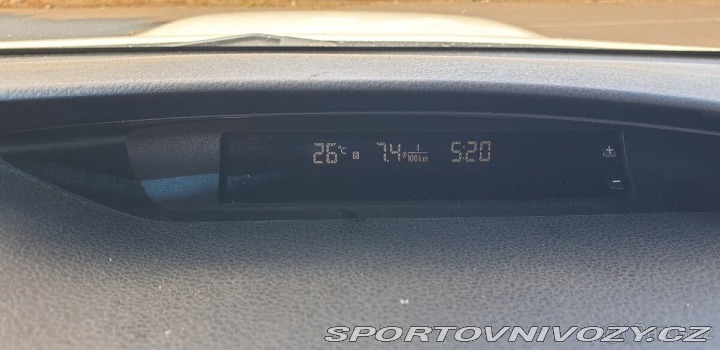 26°C 7.4 l/100km 5:20
+
−
SPORTOVNIVOZY.CZ